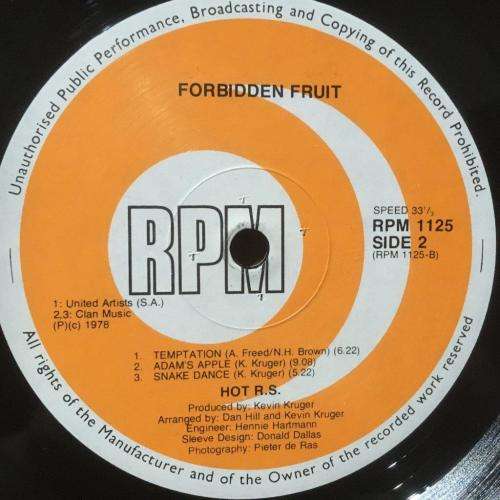 Unauthorised Public Performance, Broadcasting and Copying of this Record Prohibited.
FORBIDDEN FRUIT
RPM
SPEED 33⅓
RPM 1125
SIDE 2
(RPM 1125-B)
1: United Artists (S.A.)
2,3: Clan Music
(P)(c) 1978
1. TEMPTATION (A. Freed/N.H. Brown) (6.22)
2. ADAM'S APPLE (K. Kruger) (9.08)
3. SNAKE DANCE (K. Kruger) (5.22)
HOT R.S.
Produced by: Kevin Kruger
Arranged by: Dan Hill and Kevin Kruger
Engineer: Hennie Hartmann
Sleeve Design: Donald Dallas
Photography: Pieter de Ras
All rights of the Manufacturer and of the Owner of the recorded work reserved